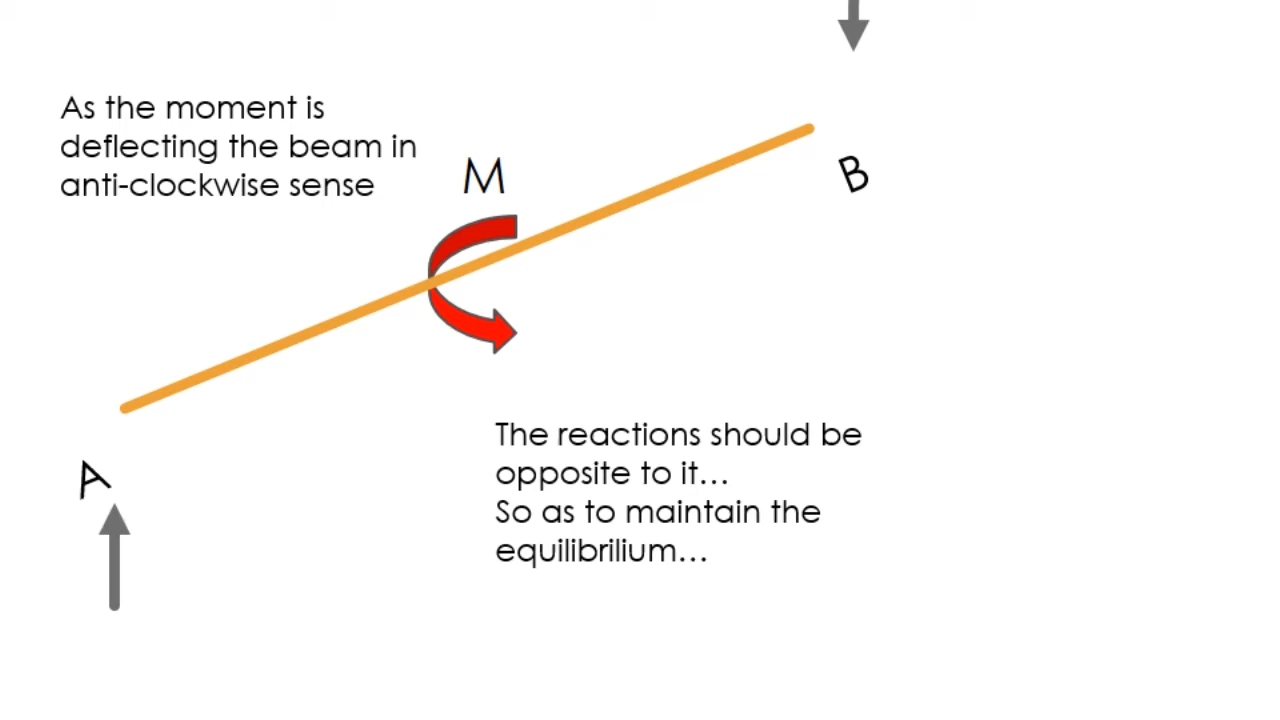 As the moment is
deflecting the beam in
anti-clockwise sense
M
B
The reactions should be
opposite to it...
So as to maintain the
equilibrilium...
A